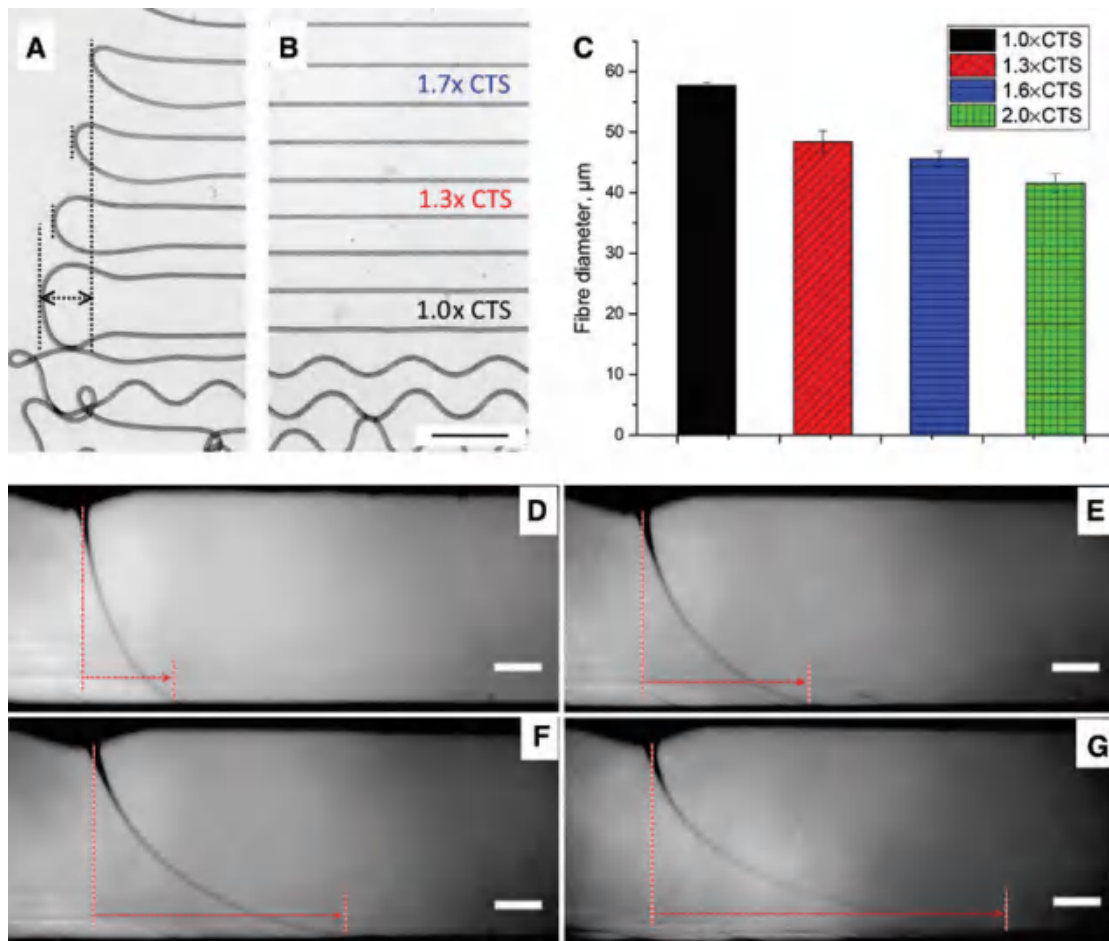 A
B
1.7x CTS
1.3x CTS
1.0x CTS
C
Fibre diameter, μm
60
50
40
30
20
10
0
1.0×CTS
1.3×CTS
1.6×CTS
2.0×CTS
D
E
F
G